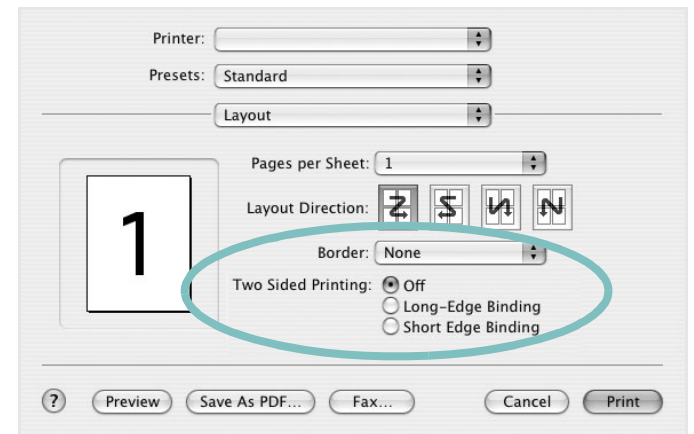 Printer:
Presets: Standard
Layout
Pages per Sheet: 1
Layout Direction:
Border: None
1
Two Sided Printing: Off
Long-Edge Binding
Short Edge Binding
? Preview Save As PDF... Fax... Cancel Print